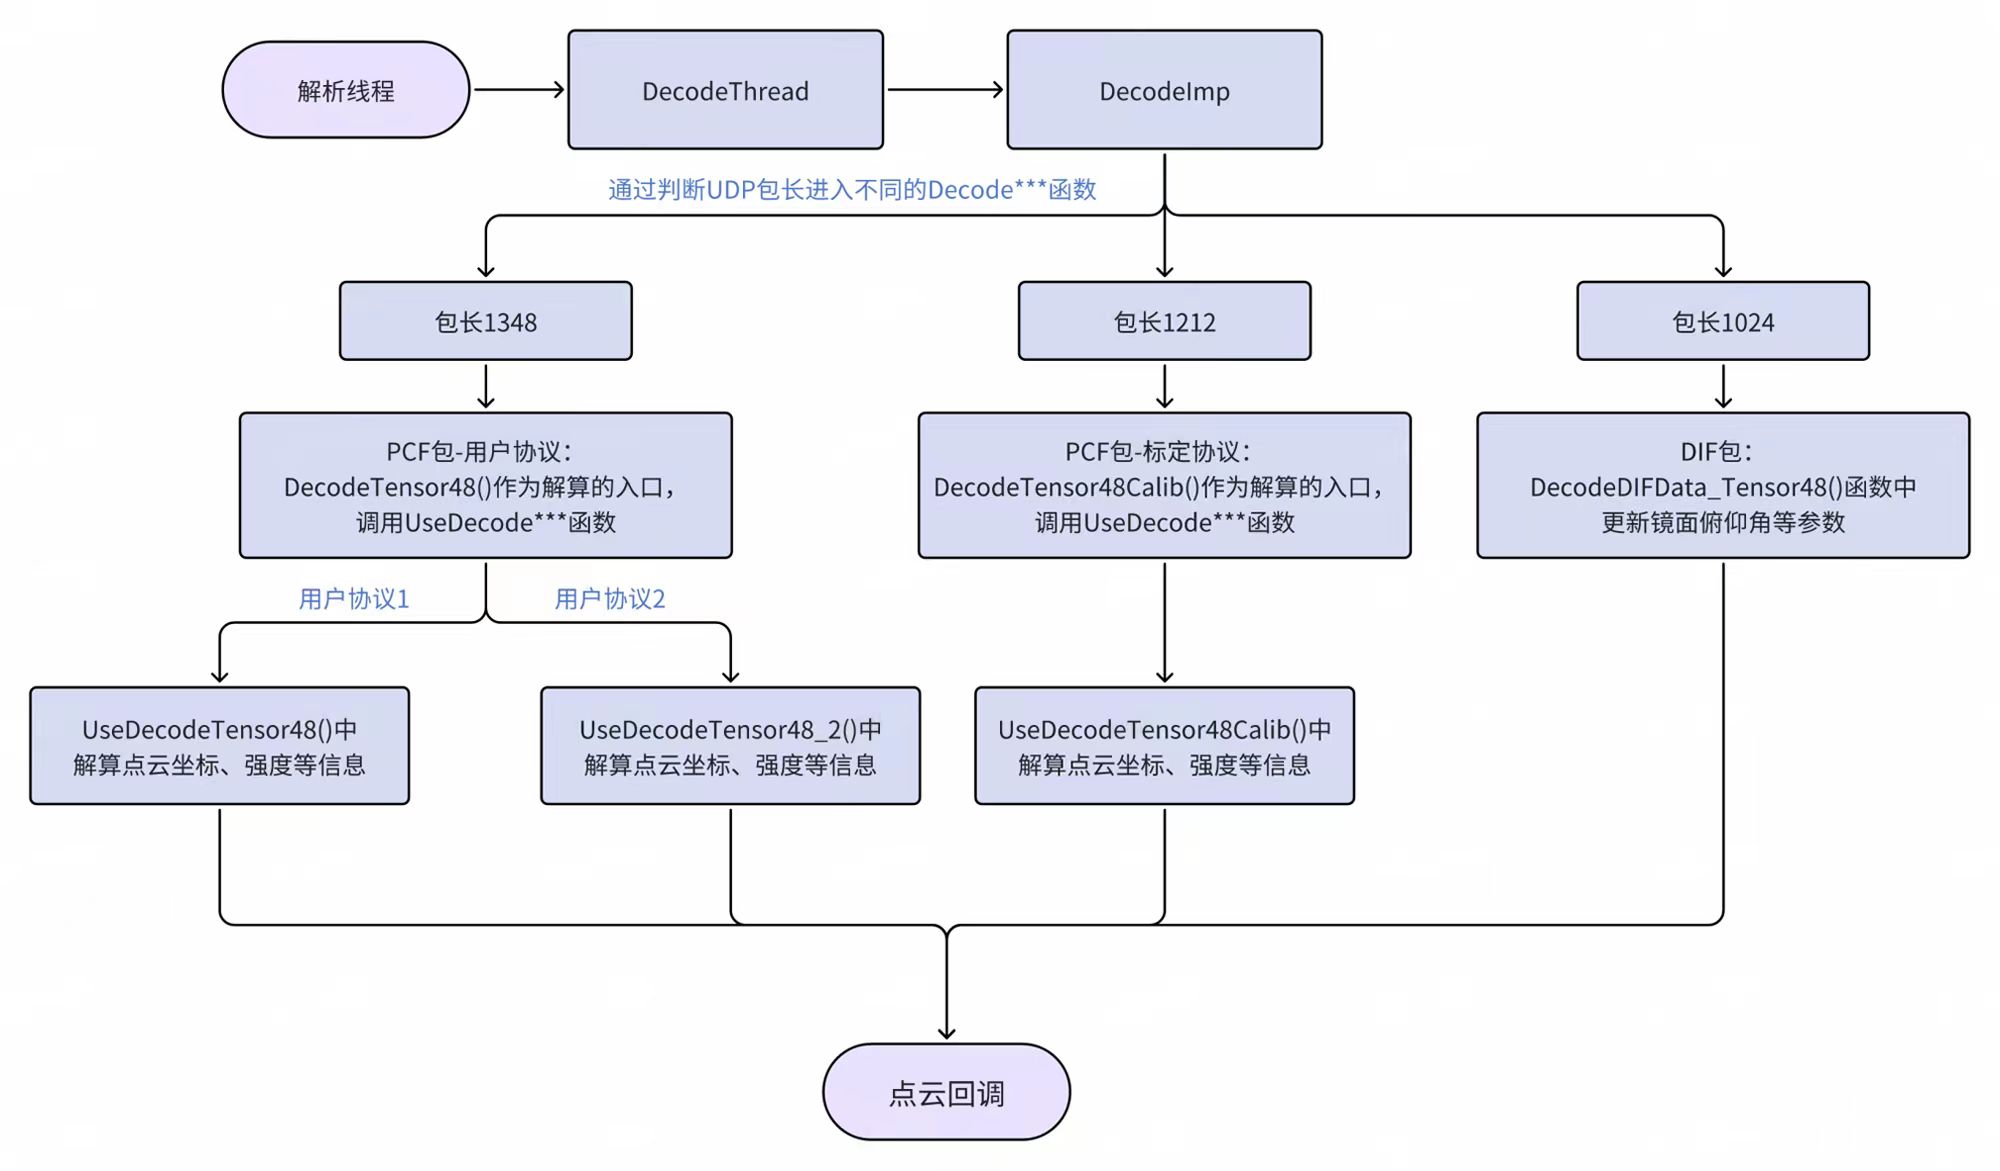 解析线程
DecodeThread
DecodeImp
通过判断UDP包长进入不同的Decode***函数
包长1348
包长1212
包长1024
PCF包-用户协议：
DecodeTensor48()作为解算的入口，
调用UseDecode***函数
PCF包-标定协议：
DecodeTensor48Calib()作为解算的入口，
调用UseDecode***函数
DIF包：
DecodeDIFData_Tensor48()函数中
更新镜面俯仰角等参数
用户协议1
用户协议2
UseDecodeTensor48()中
解算点云坐标、强度等信息
UseDecodeTensor48_2()中
解算点云坐标、强度等信息
UseDecodeTensor48Calib()中
解算点云坐标、强度等信息
点云回调